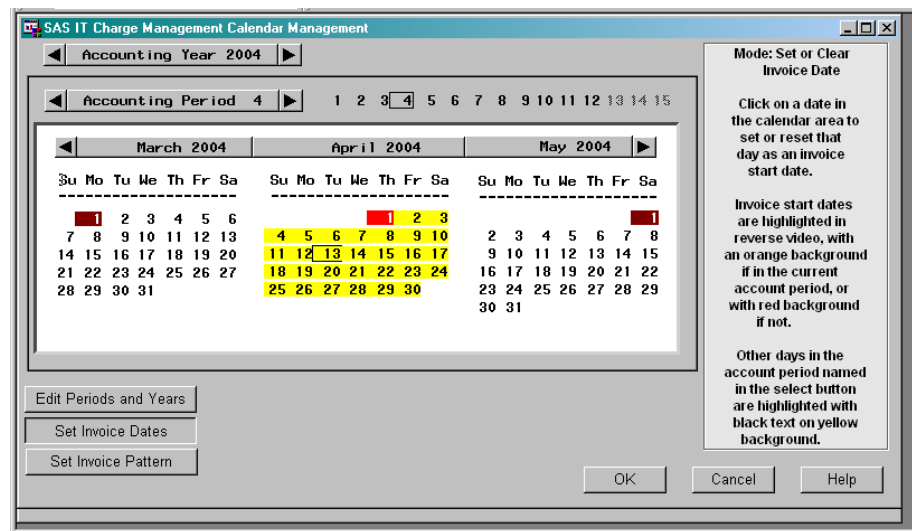 SAS IT Charge Management Calendar Management
Accounting Year 2004
Accounting Period 4
1 2 3 4 5 6 7 8 9 10 11 12 13 14 15
March 2004
Su Mo Tu We Th Fr Sa
1 2 3 4 5 6
7 8 9 10 11 12 13
14 15 16 17 18 19 20
21 22 23 24 25 26 27
28 29 30 31
April 2004
Su Mo Tu We Th Fr Sa
1 2 3
4 5 6 7 8 9 10
11 12 13 14 15 16 17
18 19 20 21 22 23 24
25 26 27 28 29 30
May 2004
Su Mo Tu We Th Fr Sa
1
2 3 4 5 6 7 8
9 10 11 12 13 14 15
16 17 18 19 20 21 22
23 24 25 26 27 28 29
30 31
Edit Periods and Years
Set Invoice Dates
Set Invoice Pattern
Mode: Set or Clear
Invoice Date
Click on a date in
the calendar area to
set or reset that
day as an invoice
start date.
Invoice start dates
are highlighted in
reverse video, with
an orange background
if in the current
account period, or
with red background
if not.
Other days in the
account period named
in the select button
are highlighted with
black text on yellow
background.
OK
Cancel
Help